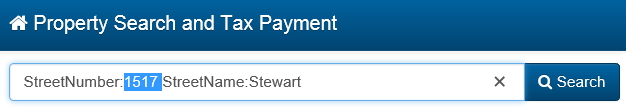 Property Search and Tax Payment
StreetNumber:1517 StreetName:Stewart × Search